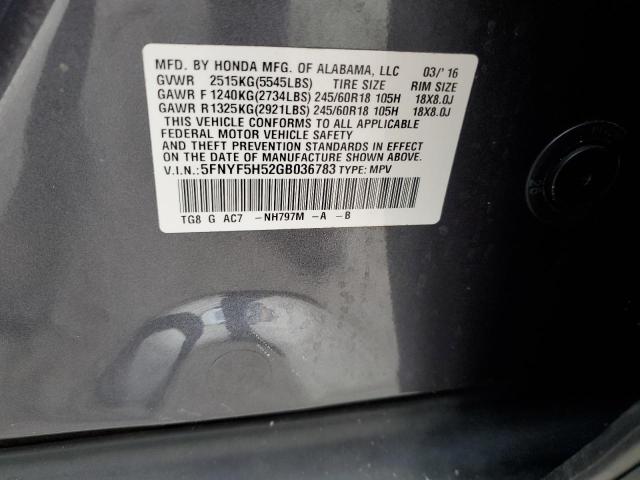 MFD. BY HONDA MFG. OF ALABAMA, LLC 03/'16
GVWR 2515KG(5545LBS) TIRE SIZE RIM SIZE
GAWR F 1240KG(2734LBS) 245/60R18 105H 18X8.0J
GAWR R1325KG(2921LBS) 245/60R18 105H 18X8.0J
THIS VEHICLE CONFORMS TO ALL APPLICABLE
FEDERAL MOTOR VEHICLE SAFETY
AND THEFT PREVENTION STANDARDS IN EFFECT
ON THE DATE OF MANUFACTURE SHOWN ABOVE.
V.I.N.:5FNYF5H52GB036783 TYPE: MPV
TG8 G AC7 -NH797M -A -B